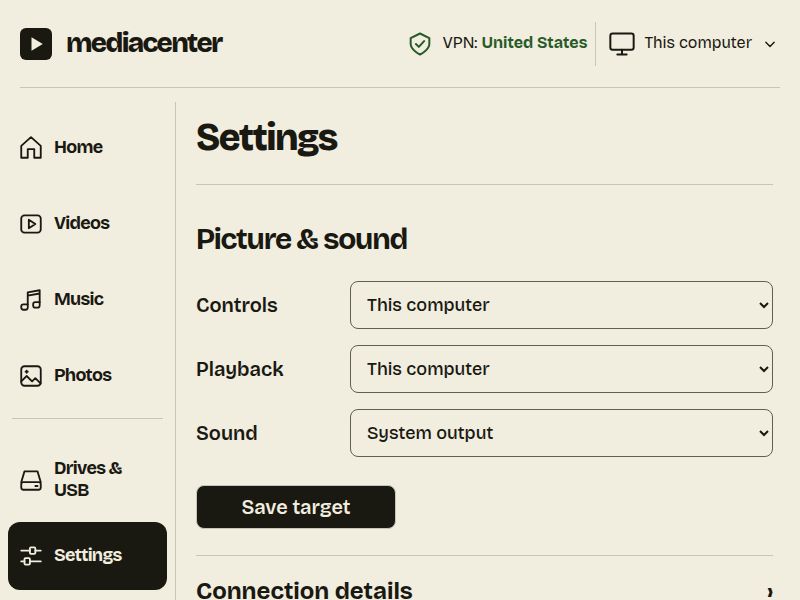 mediacenter
VPN: United States
This computer
Home
Videos
Music
Photos
Drives &
USB
Settings
Settings
Picture & sound
Controls
This computer
Playback
This computer
Sound
System output
Save target
Connection details